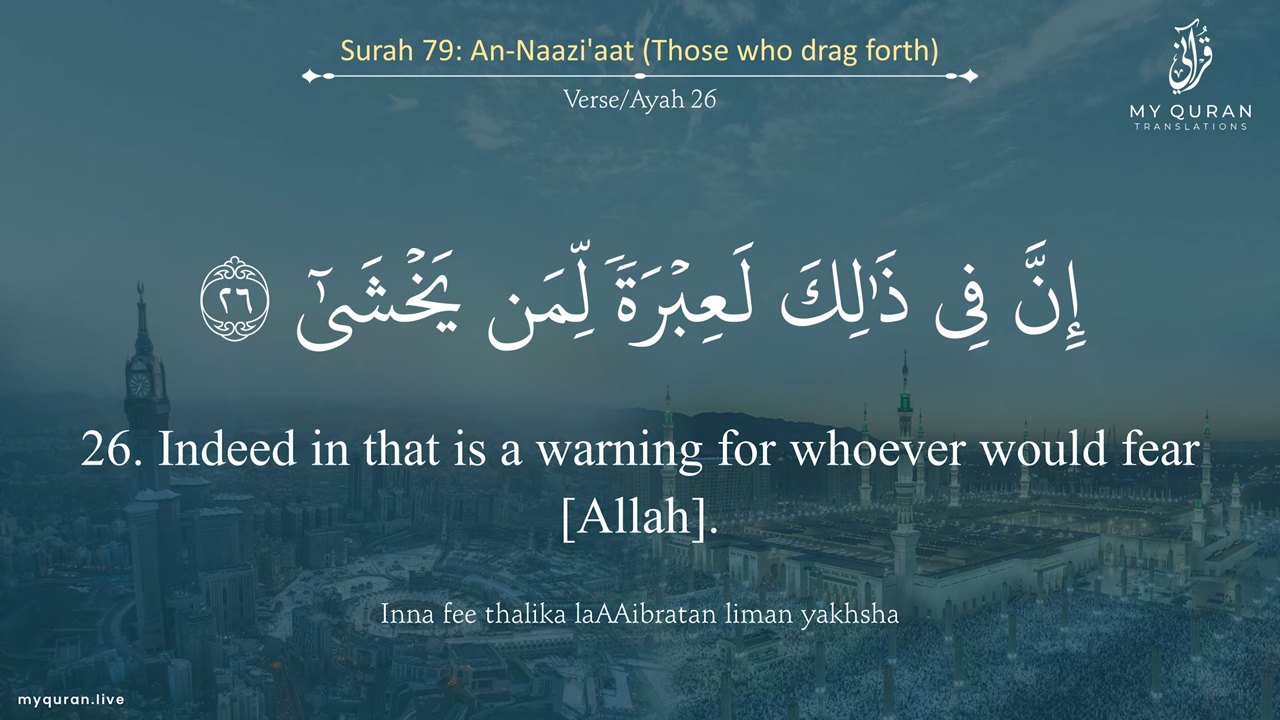 Surah 79: An-Naazi'aat (Those who drag forth)
Verse/Ayah 26
قرآني
MY QURAN
TRANSLATIONS
إِنَّ فِى ذَٰلِكَ لَعِبْرَةًۭ لِّمَن يَخْشَىٰٓ ٢٦
26. Indeed in that is a warning for whoever would fear
[Allah].
Inna fee thalika laAAibratan liman yakhsha
myquran.live